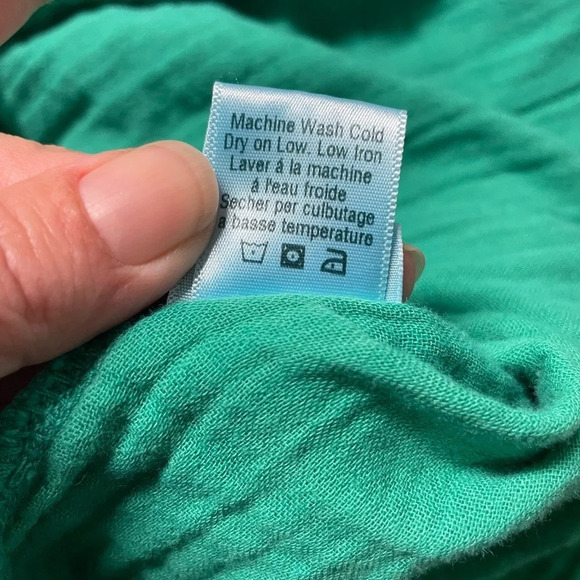 Machine Wash Cold
Dry on Low. Low Iron
Laver á la machine
á l'eau froide
Secher per culbutage
a basse temperature